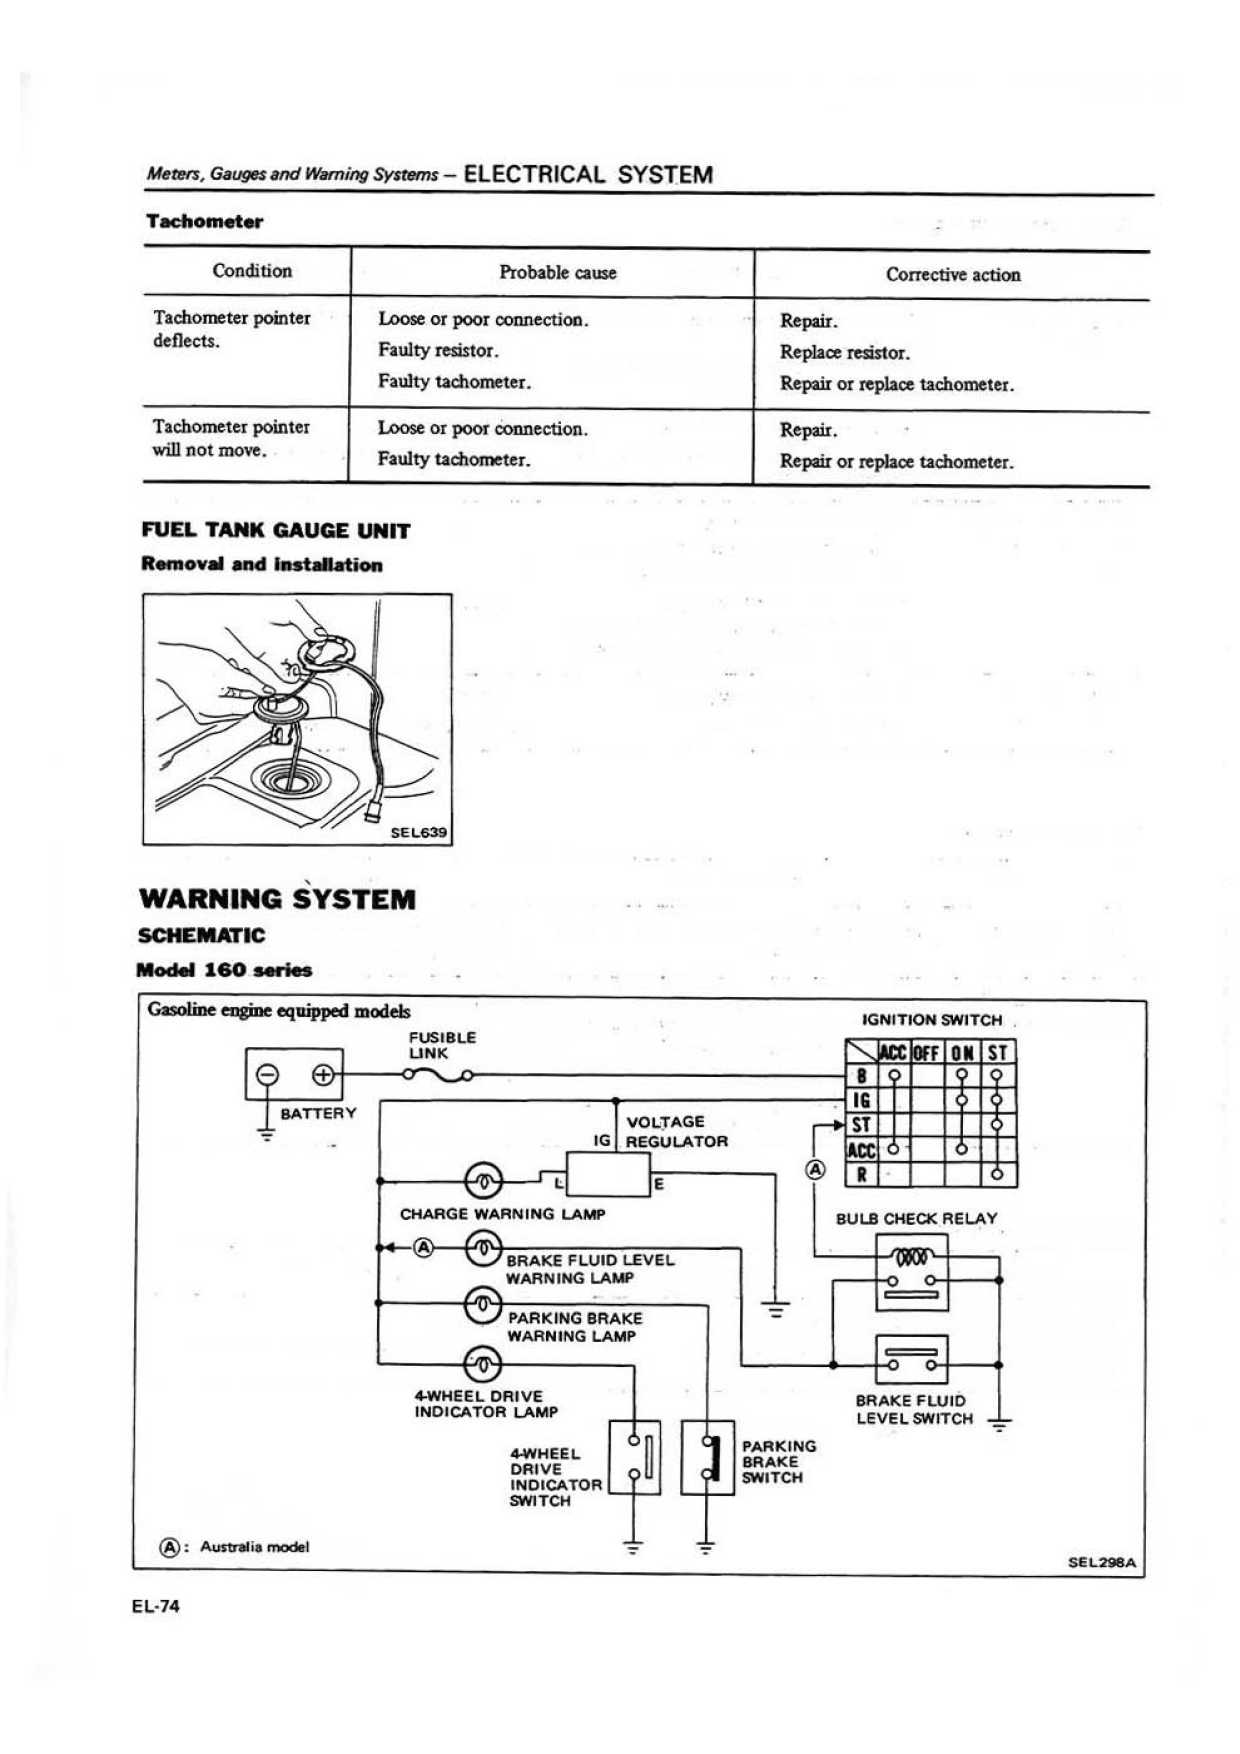 Meters, Gauges and Warning Systems — ELECTRICAL SYSTEM
Tachometer
Condition Probable cause Corrective action
Tachometer pointer deflects.
Loose or poor connection. Repair.
Faulty resistor. Replace resistor.
Faulty tachometer. Repair or replace tachometer.
Tachometer pointer will not move.
Loose or poor connection. Repair.
Faulty tachometer. Repair or replace tachometer.
FUEL TANK GAUGE UNIT
Removal and installation
SEL639
WARNING SYSTEM
SCHEMATIC
Model 160 series
Gasoline engine equipped models
FUSIBLE
LINK
IGNITION SWITCH
ACC OFF ON ST
B
IG
ST
ACC
R
BATTERY
VOLTAGE
REGULATOR
IG
L
E
A
CHARGE WARNING LAMP
BULB CHECK RELAY
A
BRAKE FLUID LEVEL
WARNING LAMP
PARKING BRAKE
WARNING LAMP
4-WHEEL DRIVE
INDICATOR LAMP
BRAKE FLUID
LEVEL SWITCH
4-WHEEL
DRIVE
INDICATOR
SWITCH
PARKING
BRAKE
SWITCH
A : Australia model
SEL298A
EL-74